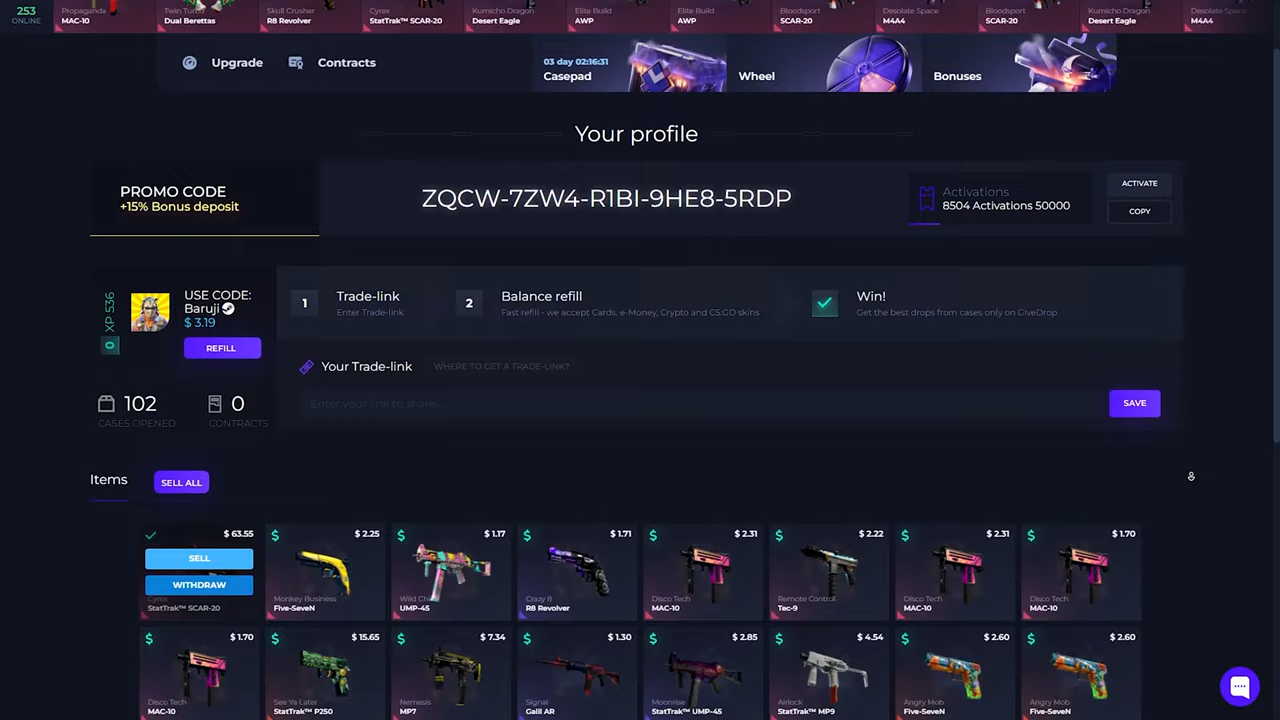 253
ONLINE
Propaganda
MAC-10
Twin Turbo
Dual Berettas
Skull Crusher
R8 Revolver
Cyrex
StatTrak™ SCAR-20
Kumicho Dragon
Desert Eagle
Elite Build
AWP
Elite Build
AWP
Bloodsport
SCAR-20
Desolate Space
M4A4
Bloodsport
SCAR-20
Kumicho Dragon
Desert Eagle
Desolate Space
M4A4
Upgrade
Contracts
03 day 02:16:31
Casepad
Wheel
Bonuses
Your profile
PROMO CODE
+15% Bonus deposit
ZQCW-7ZW4-R1BI-9HE8-5RDP
Activations
8504 Activations 50000
ACTIVATE
COPY
XP 536
0
USE CODE:
Baruji
$ 3.19
REFILL
1
Trade-link
Enter Trade-link
2
Balance refill
Fast refill - we accept Cards, e-Money, Crypto and CS:GO skins
Win!
Get the best drops from cases only on GiveDrop
Your Trade-link
WHERE TO GET A TRADE-LINK?
Enter your link to share...
SAVE
102
CASES OPENED
0
CONTRACTS
Items
SELL ALL
$ 63.55
SELL
WITHDRAW
Cyrex
StatTrak™ SCAR-20
$ 2.25
Monkey Business
Five-SeveN
$ 1.17
Wild Ch
UMP-45
$ 1.71
Crazy 8
R8 Revolver
$ 2.31
Disco Tech
MAC-10
$ 2.22
Remote Control
Tec-9
$ 2.31
Disco Tech
MAC-10
$ 1.70
Disco Tech
MAC-10
$ 1.70
Disco Tech
MAC-10
$ 15.65
See Ya Later
StatTrak™ P250
$ 7.34
Nemesis
MP7
$ 1.30
Signal
Galil AR
$ 2.85
Moonrise
StatTrak™ UMP-45
$ 4.54
Airlock
StatTrak™ MP9
$ 2.60
Angry Mob
Five-SeveN
$ 2.60
Angry Mob
Five-SeveN